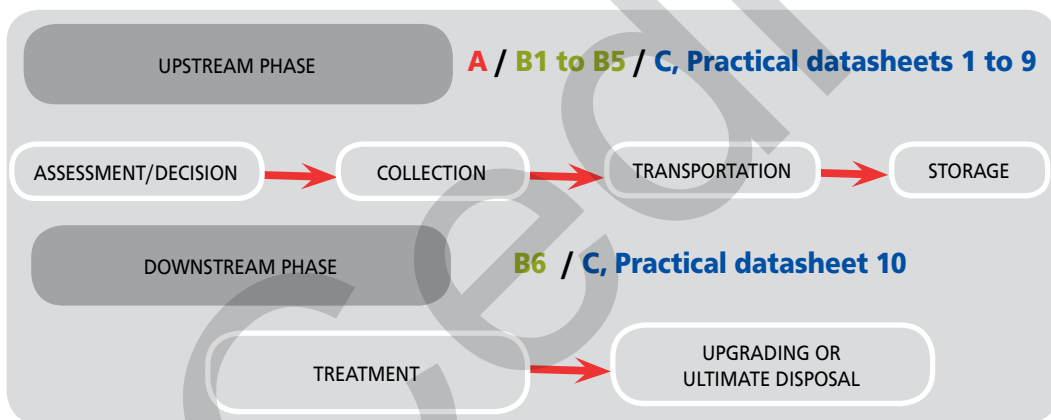 UPSTREAM PHASE
A / B1 to B5 / C, Practical datasheets 1 to 9
ASSESSMENT/DECISION
COLLECTION
TRANSPORTATION
STORAGE
DOWNSTREAM PHASE
B6 / C, Practical datasheet 10
TREATMENT
UPGRADING OR
ULTIMATE DISPOSAL